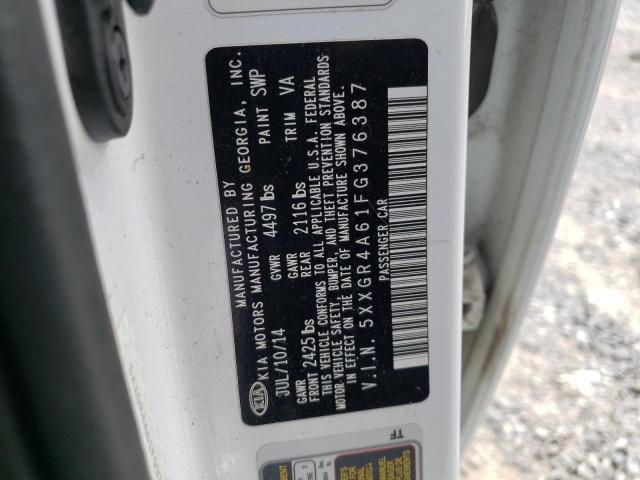 KIA
MANUFACTURED BY
KIA MOTORS MANUFACTURING GEORGIA, INC.
JUL/10/14 GVWR 4497lbs PAINT SWP
GAWR FRONT 2425lbs GAWR REAR 2116lbs TRIM VA
THIS VEHICLE CONFORMS TO ALL APPLICABLE U.S.A. FEDERAL
MOTOR VEHICLE SAFETY, BUMPER, AND THEFT PREVENTION STANDARDS
IN EFFECT ON THE DATE OF MANUFACTURE SHOWN ABOVE.
V.I.N. 5XXGR4A61FG376387
PASSENGER CAR
TF